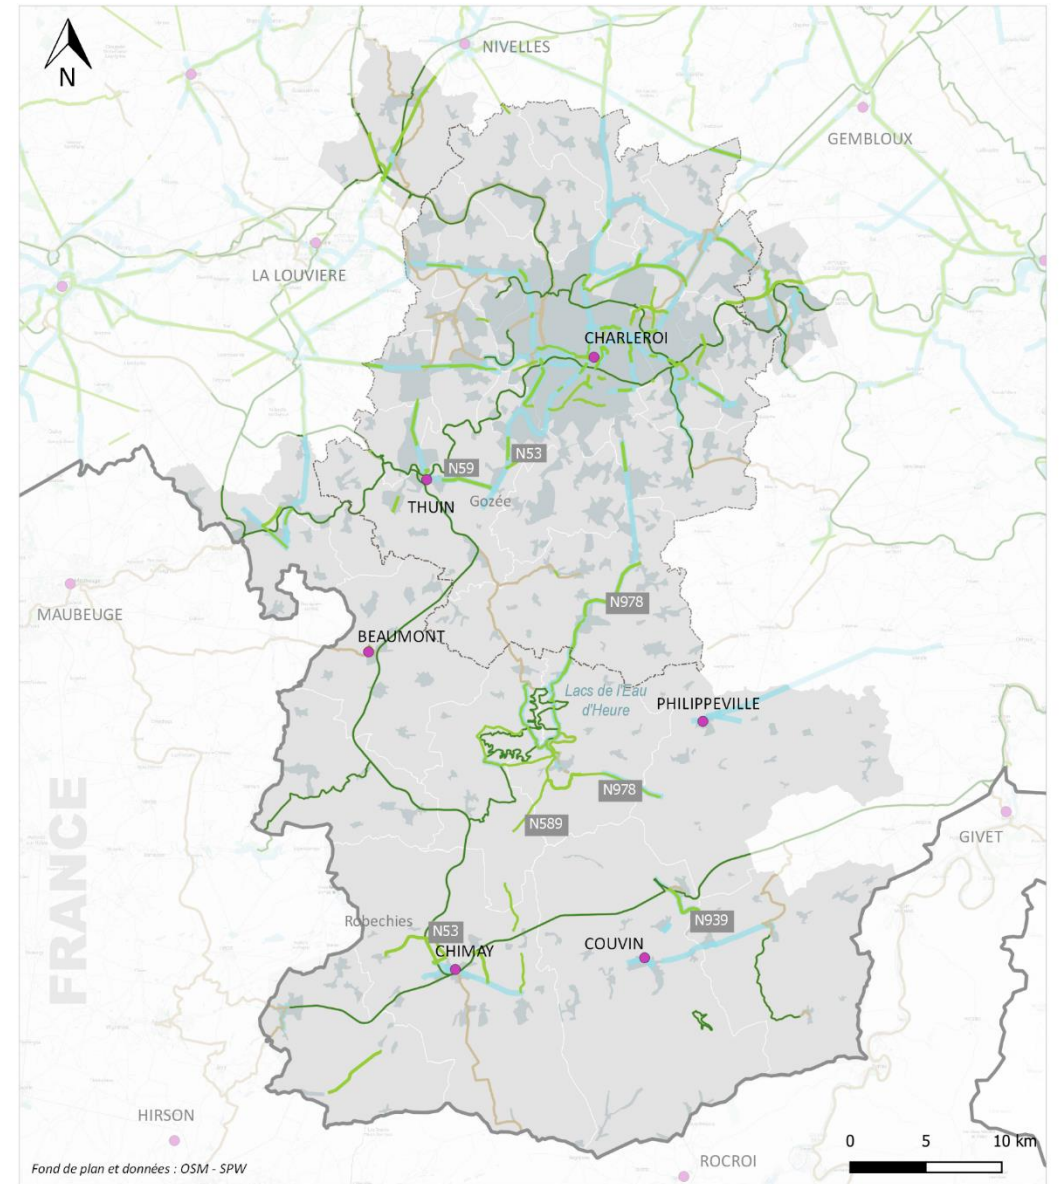 N
NIVELLES
GEMBLOUX
LA LOUVIERE
CHARLEROI
N53
N59
Gozée
THUIN
MAUBEUGE
N978
BEAUMONT
Lacs de l'Eau
d'Heure
PHILIPPEVILLE
FRANCE
N978
N589
GIVET
Robechies
N53
N939
CHIMAY
COUVIN
HIRSON
ROCROI
0 5 10 km
Fond de plan et données : OSM - SPW